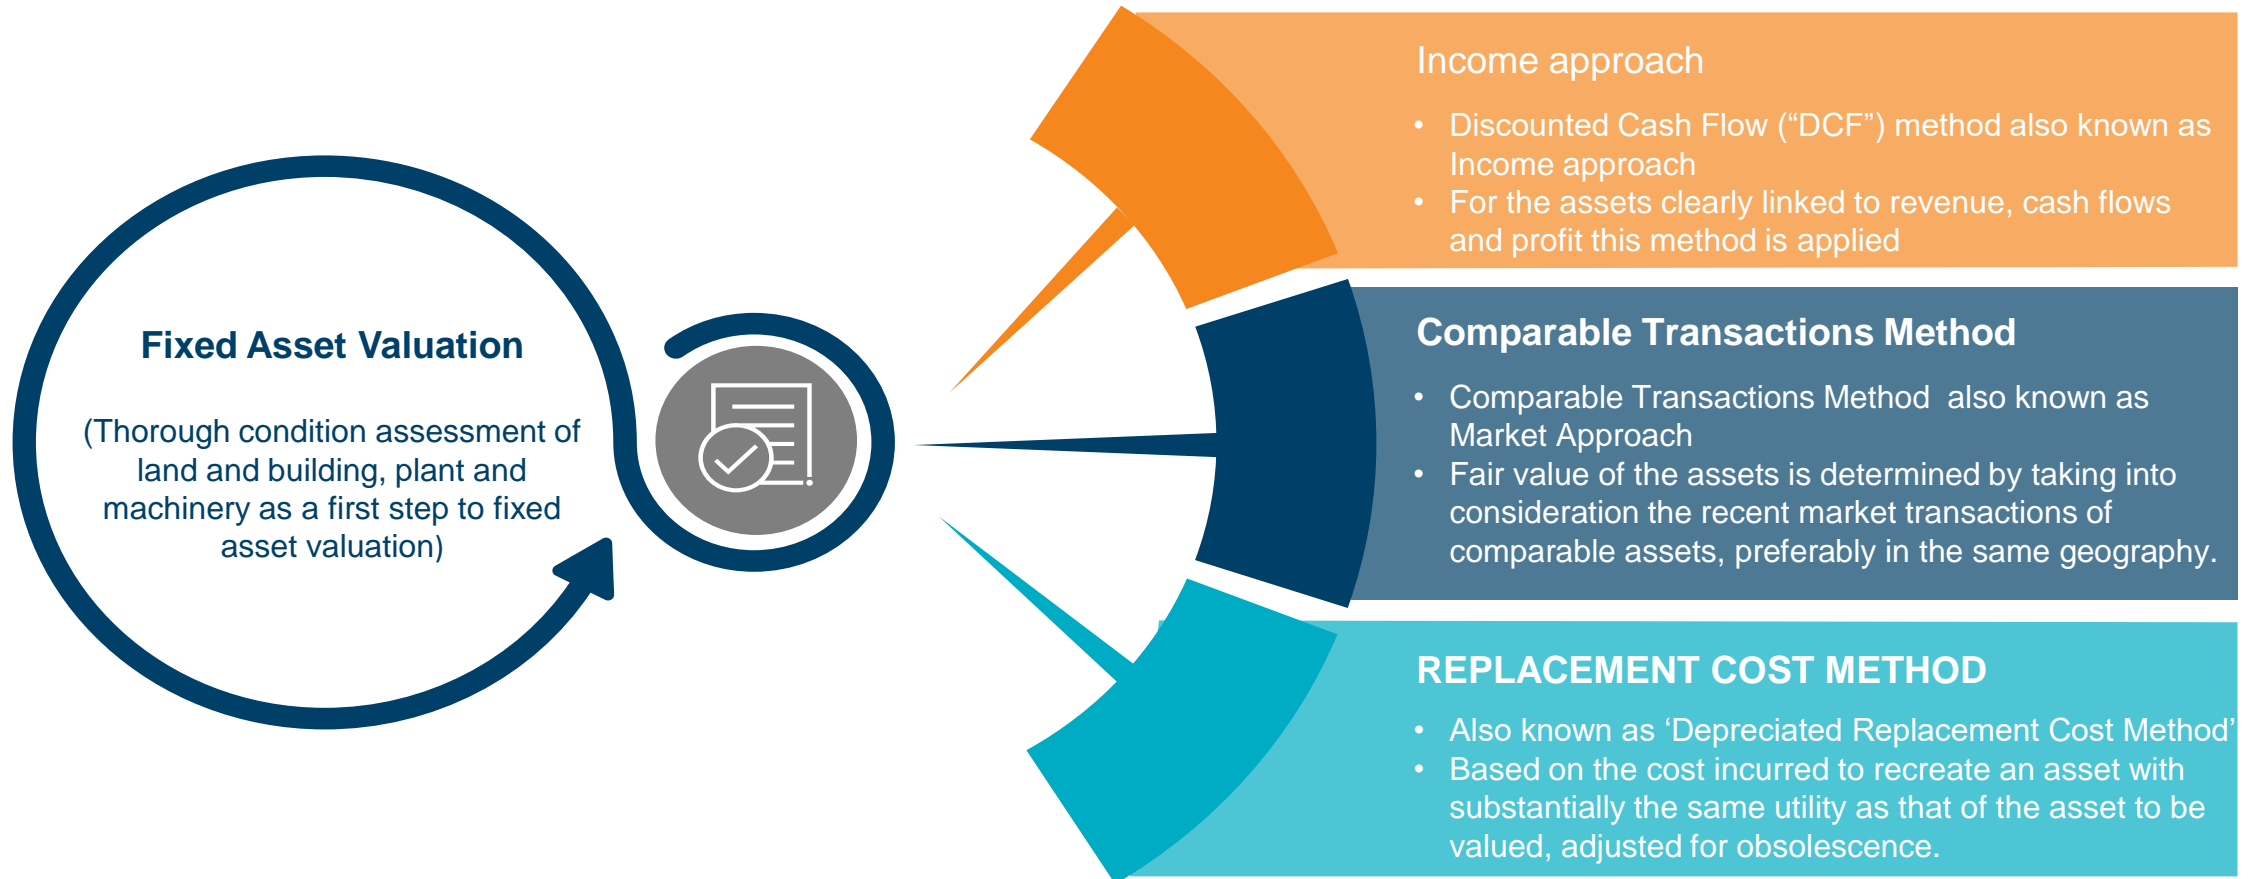 Fixed Asset Valuation
(Thorough condition assessment of
land and building, plant and
machinery as a first step to fixed
asset valuation)
Income approach
• Discounted Cash Flow (“DCF”) method also known as
Income approach
• For the assets clearly linked to revenue, cash flows
and profit this method is applied
Comparable Transactions Method
• Comparable Transactions Method  also known as
Market Approach
• Fair value of the assets is determined by taking into
consideration the recent market transactions of
comparable assets, preferably in the same geography.
REPLACEMENT COST METHOD
• Also known as ‘Depreciated Replacement Cost Method’
• Based on the cost incurred to recreate an asset with
substantially the same utility as that of the asset to be
valued, adjusted for obsolescence.